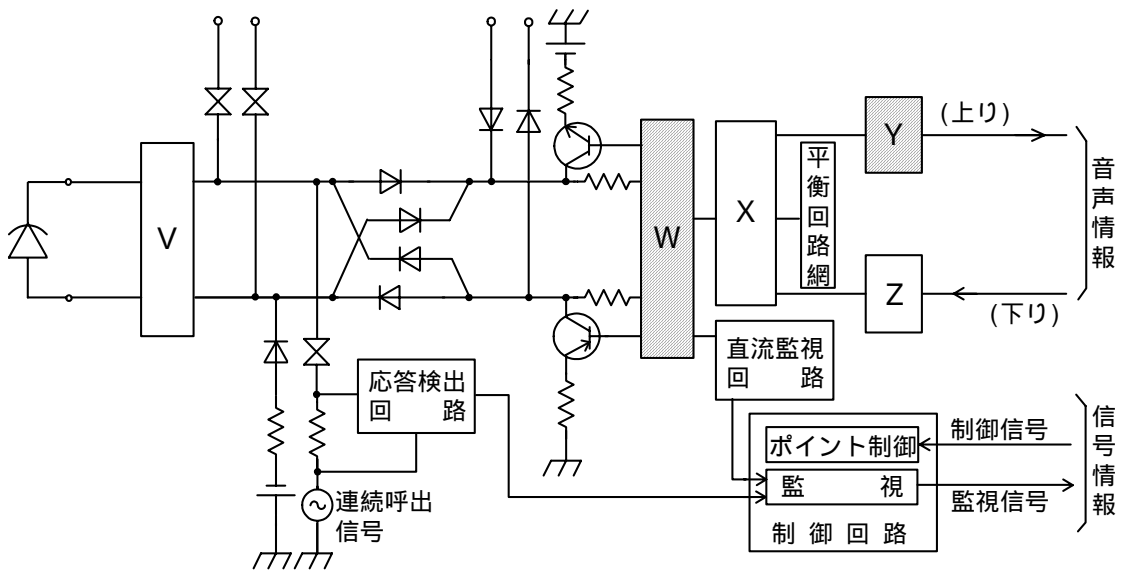 V
W
X
Y
Z
(上り)
(下り)
平衡回路網
音声情報
直流監視
回 路
応答検出
回 路
ポイント制御
監 視
制 御 回 路
制御信号
監視信号
信号情報
連続呼出
信号